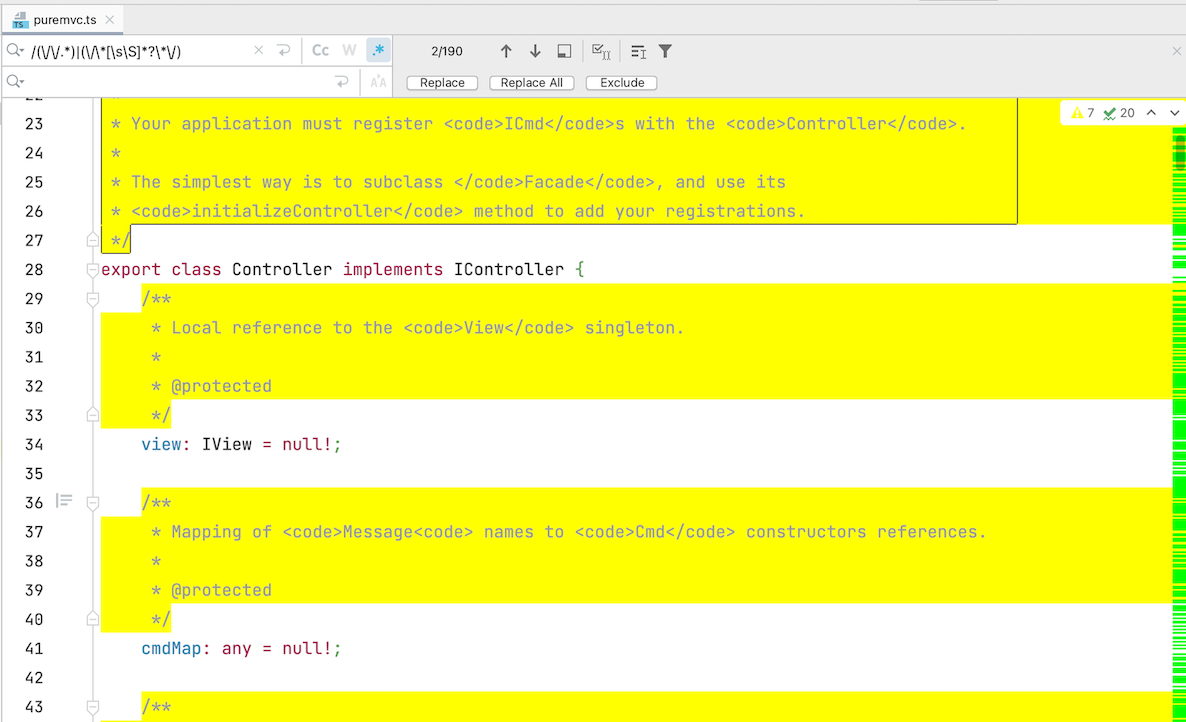 TS puremvc.ts
/(\/\/.*)|(\/\*[\s\S]*?\*\/) Cc W .* 2/190
Replace Replace All Exclude
22 *
7 20
23 * Your application must register <code>ICmd</code>s with the <code>Controller</code>.
24 *
25 * The simplest way is to subclass </code>Facade</code>, and use its
26 * <code>initializeController</code> method to add your registrations.
27 */
28 export class Controller implements IController {
29 /**
30 * Local reference to the <code>View</code> singleton.
31 *
32 * @protected
33 */
34 view: IView = null!;
35
36 /**
37 * Mapping of <code>Message<code> names to <code>Cmd</code> constructors references.
38 *
39 * @protected
40 */
41 cmdMap: any = null!;
42
43 /**